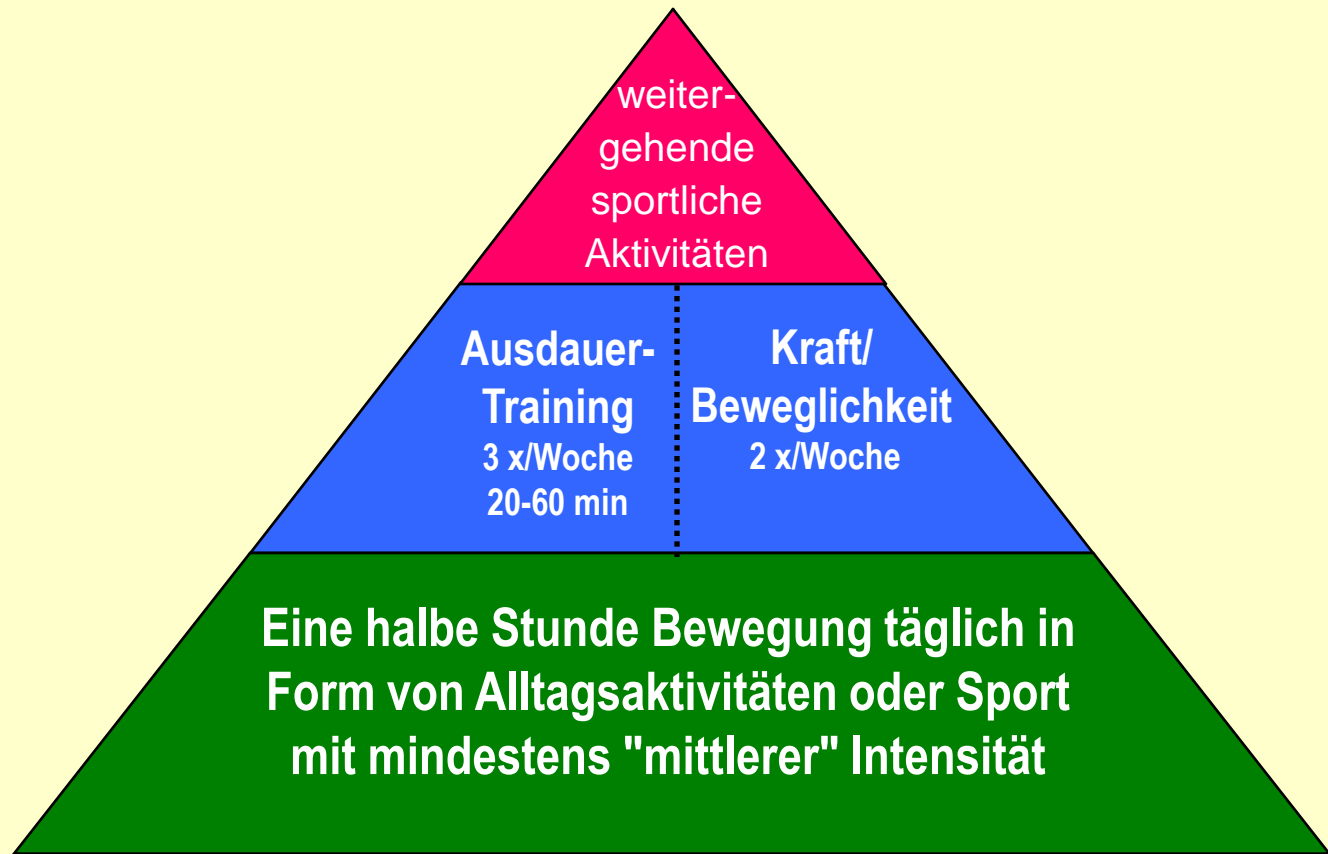 weiter-
gehende
sportliche
Aktivitäten
Ausdauer-
Training
3 x/Woche
20-60 min
Kraft/
Beweglichkeit
2 x/Woche
Eine halbe Stunde Bewegung täglich in
Form von Alltagsaktivitäten oder Sport
mit mindestens "mittlerer" Intensität